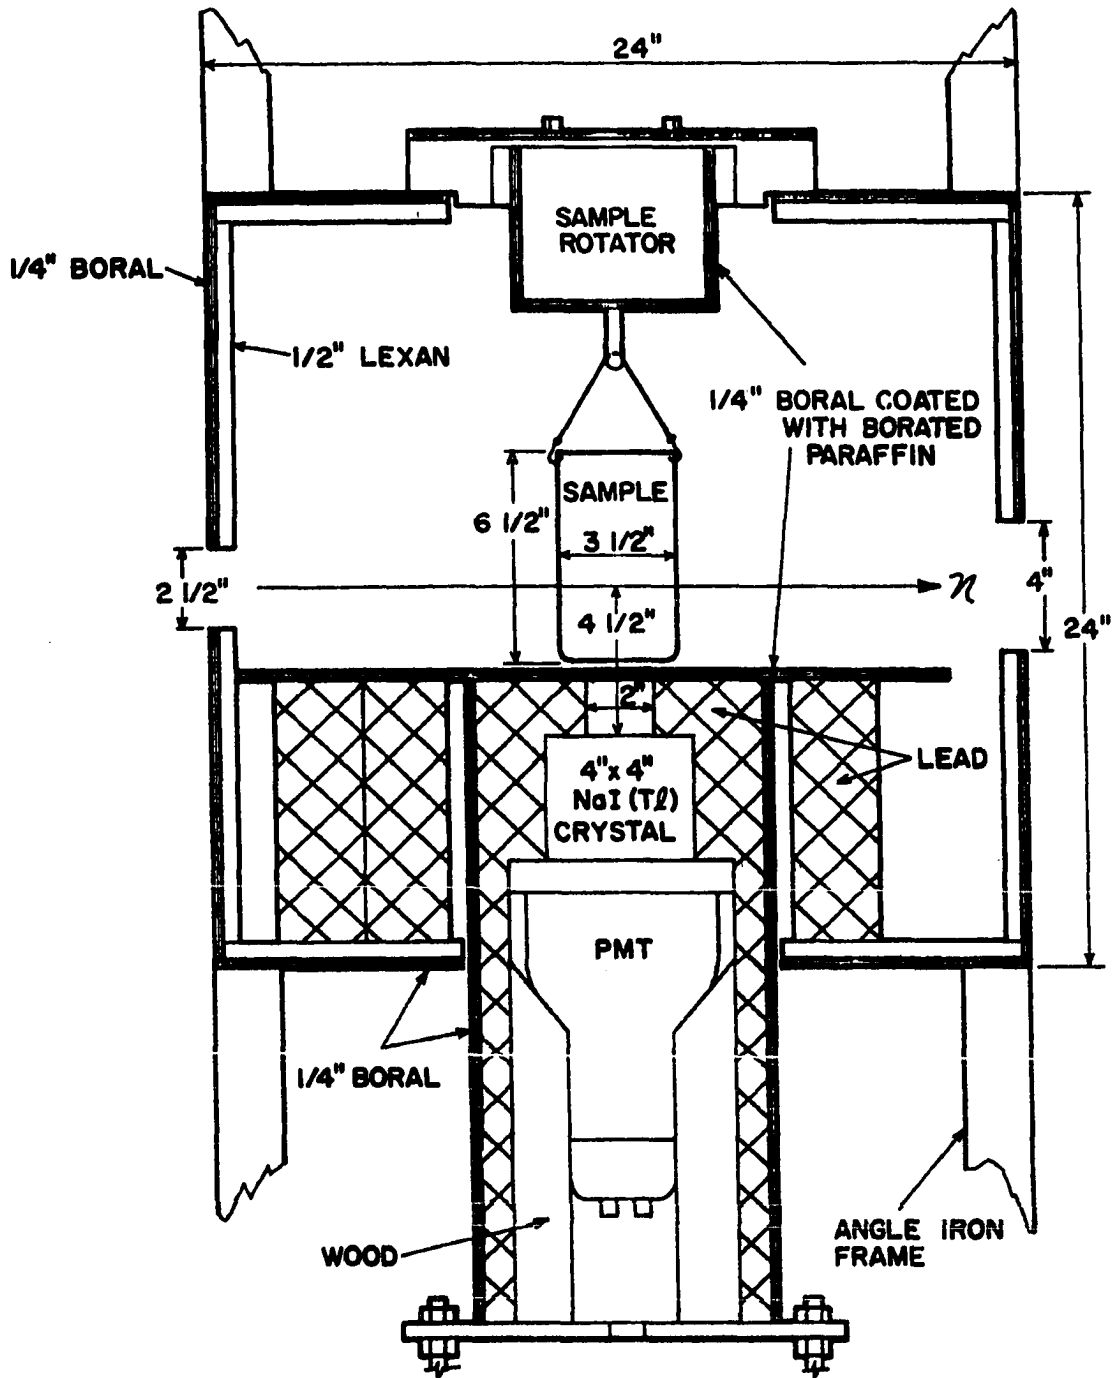 24"
SAMPLE
ROTATOR
1/4" BORAL
1/2" LEXAN
1/4" BORAL COATED
WITH BORATED
PARAFFIN
SAMPLE
6 1/2"
3 1/2"
2 1/2"
n
4"
4 1/2"
24"
2"
LEAD
4" x 4"
NaI (Tl)
CRYSTAL
PMT
1/4" BORAL
WOOD
ANGLE IRON
FRAME